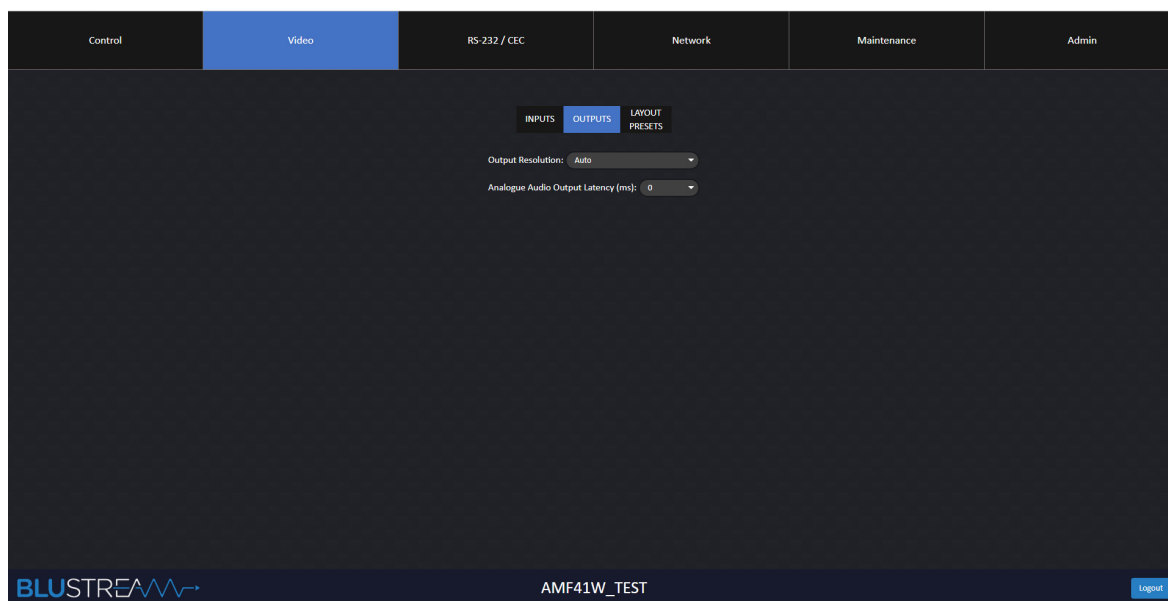 Control Video RS-232 / CEC Network Maintenance Admin
INPUTS OUTPUTS LAYOUT PRESETS
Output Resolution: Auto
Analogue Audio Output Latency (ms): 0
BLUSTREAM AMF41W_TEST Logout